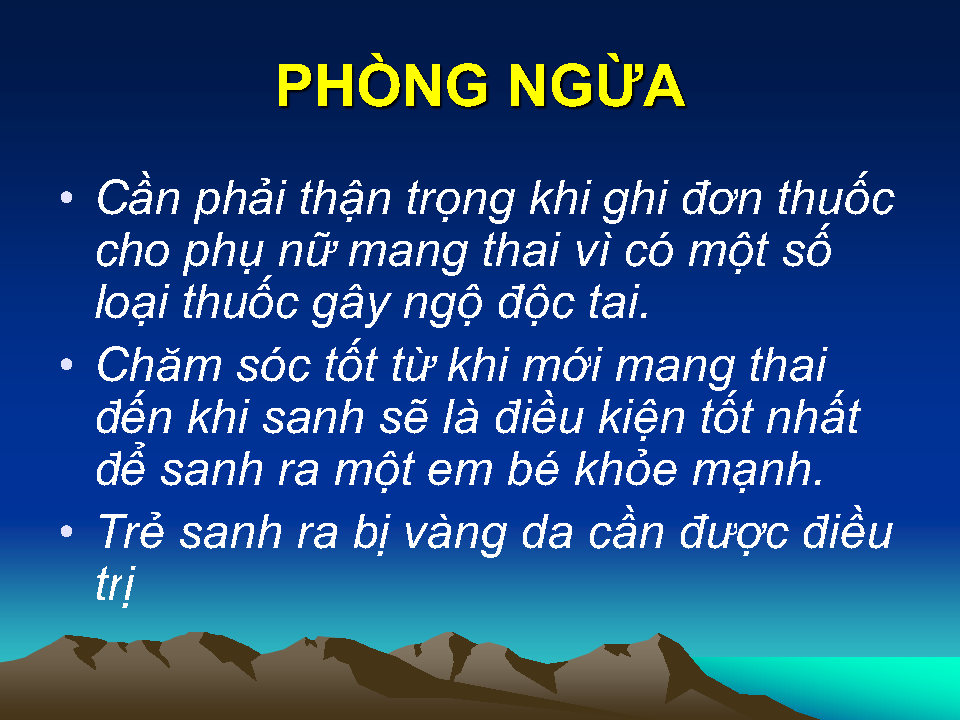 PHÒNG NGỪA
• Cần phải thận trọng khi ghi đơn thuốc
cho phụ nữ mang thai vì có một số
loại thuốc gây ngộ độc tai.
• Chăm sóc tốt từ khi mới mang thai
đến khi sanh sẽ là điều kiện tốt nhất
để sanh ra một em bé khỏe mạnh.
• Trẻ sanh ra bị vàng da cần được điều
trị